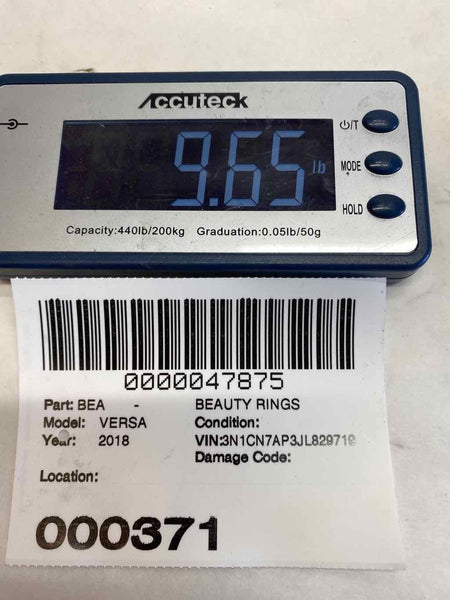 Accuteck
9.65 lb
⏻/T
MODE
HOLD
Capacity:440lb/200kg Graduation:0.05lb/50g
0000047875
Part: BEA - BEAUTY RINGS
Model: VERSA Condition:
Year: 2018 VIN:3N1CN7AP3JL829719
Damage Code:
Location:
000371